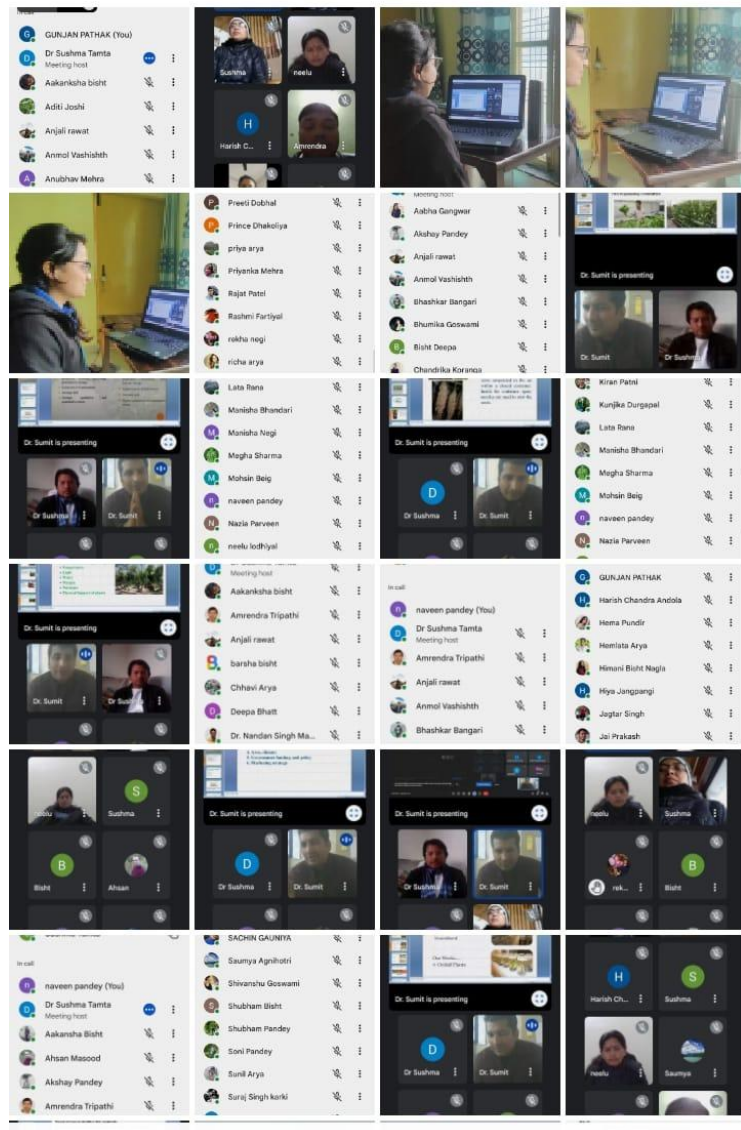 In call
G GUNJAN PATHAK (You)
D Dr Sushma Tamta
Meeting host
Aakanksha bisht
Aditi Joshi
Anjali rawat
Anmol Vashishth
A Anubhav Mehra
Sushma
neelu
H
Harish C...
Amrendra
P Preeti Dobhal
P Prince Dhakoliya
priya arya
Priyanka Mehra
Rajat Patel
Rashmi Fartiyal
rekha negi
richa arya
Meeting host
Aabha Gangwar
Akshay Pandey
Anjali rawat
Anmol Vashishth
Bhashkar Bangari
Bhumika Goswami
B Bisht Deepa
Chandrika Koranga
Dr. Sumit is presenting
Dr. Sumit
Dr Sushma
Dr. Sumit is presenting
Dr Sushma
Dr. Sumit
Lata Rana
Manisha Bhandari
M Manisha Negi
Megha Sharma
M Mohsin Beig
n naveen pandey
N Nazia Parveen
n neelu lodhiyal
Dr. Sumit is presenting
D
Dr Sushma
Dr. Sumit
Kiran Patni
Kunjika Durgapal
Lata Rana
Manisha Bhandari
Megha Sharma
M Mohsin Beig
n naveen pandey
N Nazia Parveen
Dr. Sumit is presenting
Dr. Sumit
Dr Sushma
Meeting host
Aakanksha bisht
Amrendra Tripathi
Anjali rawat
B barsha bisht
Chhavi Arya
D Deepa Bhatt
Dr. Nandan Singh Ma...
In call
n naveen pandey (You)
D Dr Sushma Tamta
Meeting host
Amrendra Tripathi
Anjali rawat
Anmol Vashishth
Bhashkar Bangari
G GUNJAN PATHAK
H Harish Chandra Andola
Hema Pundir
Hemlata Arya
Himani Bisht Nagla
H Hiya Jangpangi
Jagtar Singh
Jai Prakash
neelu
S
Sushma
B
Bisht
Ahsan
Dr. Sumit is presenting
D
Dr Sushma
Dr. Sumit
Dr. Sumit is presenting
Dr Sushma
Dr. Sumit
neelu
Sushma
rek...
B
Bisht
In call
n naveen pandey (You)
D Dr Sushma Tamta
Meeting host
Aakansha Bisht
Ahsan Masood
Akshay Pandey
Amrendra Tripathi
SACHIN GAUNIYA
Saumya Agnihotri
Shivanshu Goswami
S Shubham Bisht
Shubham Pandey
Soni Pandey
Sunil Arya
Suraj Singh karki
Dr. Sumit is presenting
D
Dr Sushma
Dr. Sumit
H
Harish Ch...
S
Sushma
neelu
Saumya